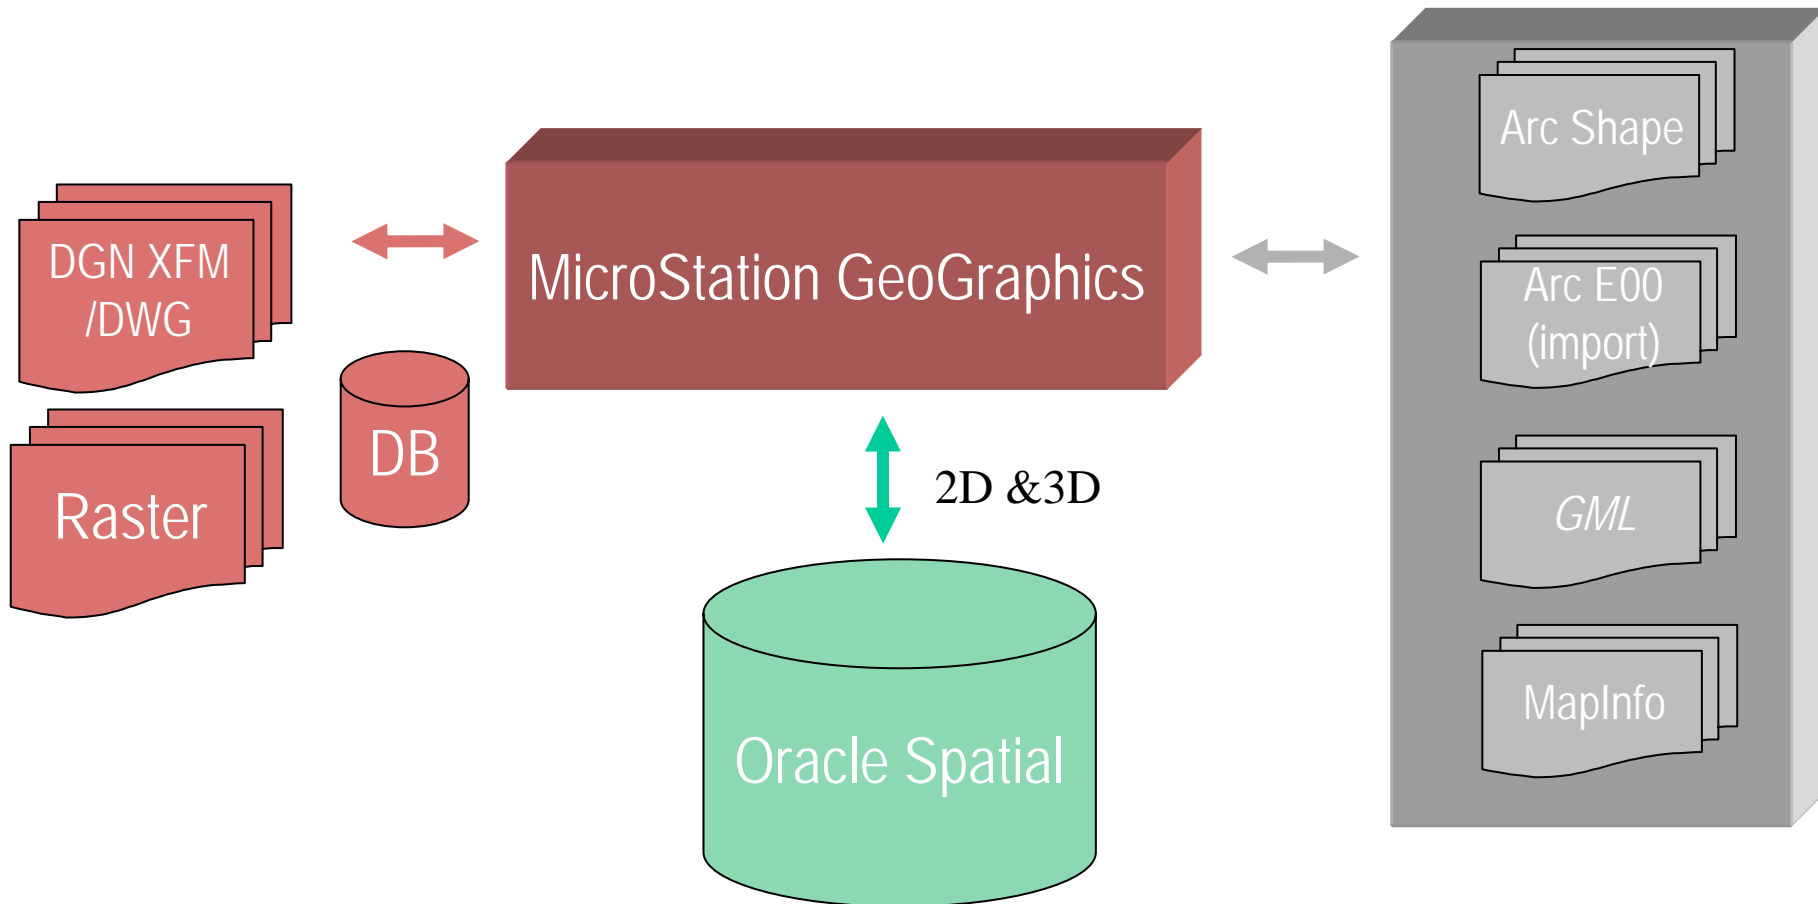 DGN XFM
/DWG
Raster
DB
MicroStation GeoGraphics
2D &3D
Oracle Spatial
Arc Shape
Arc E00
(import)
GML
MapInfo